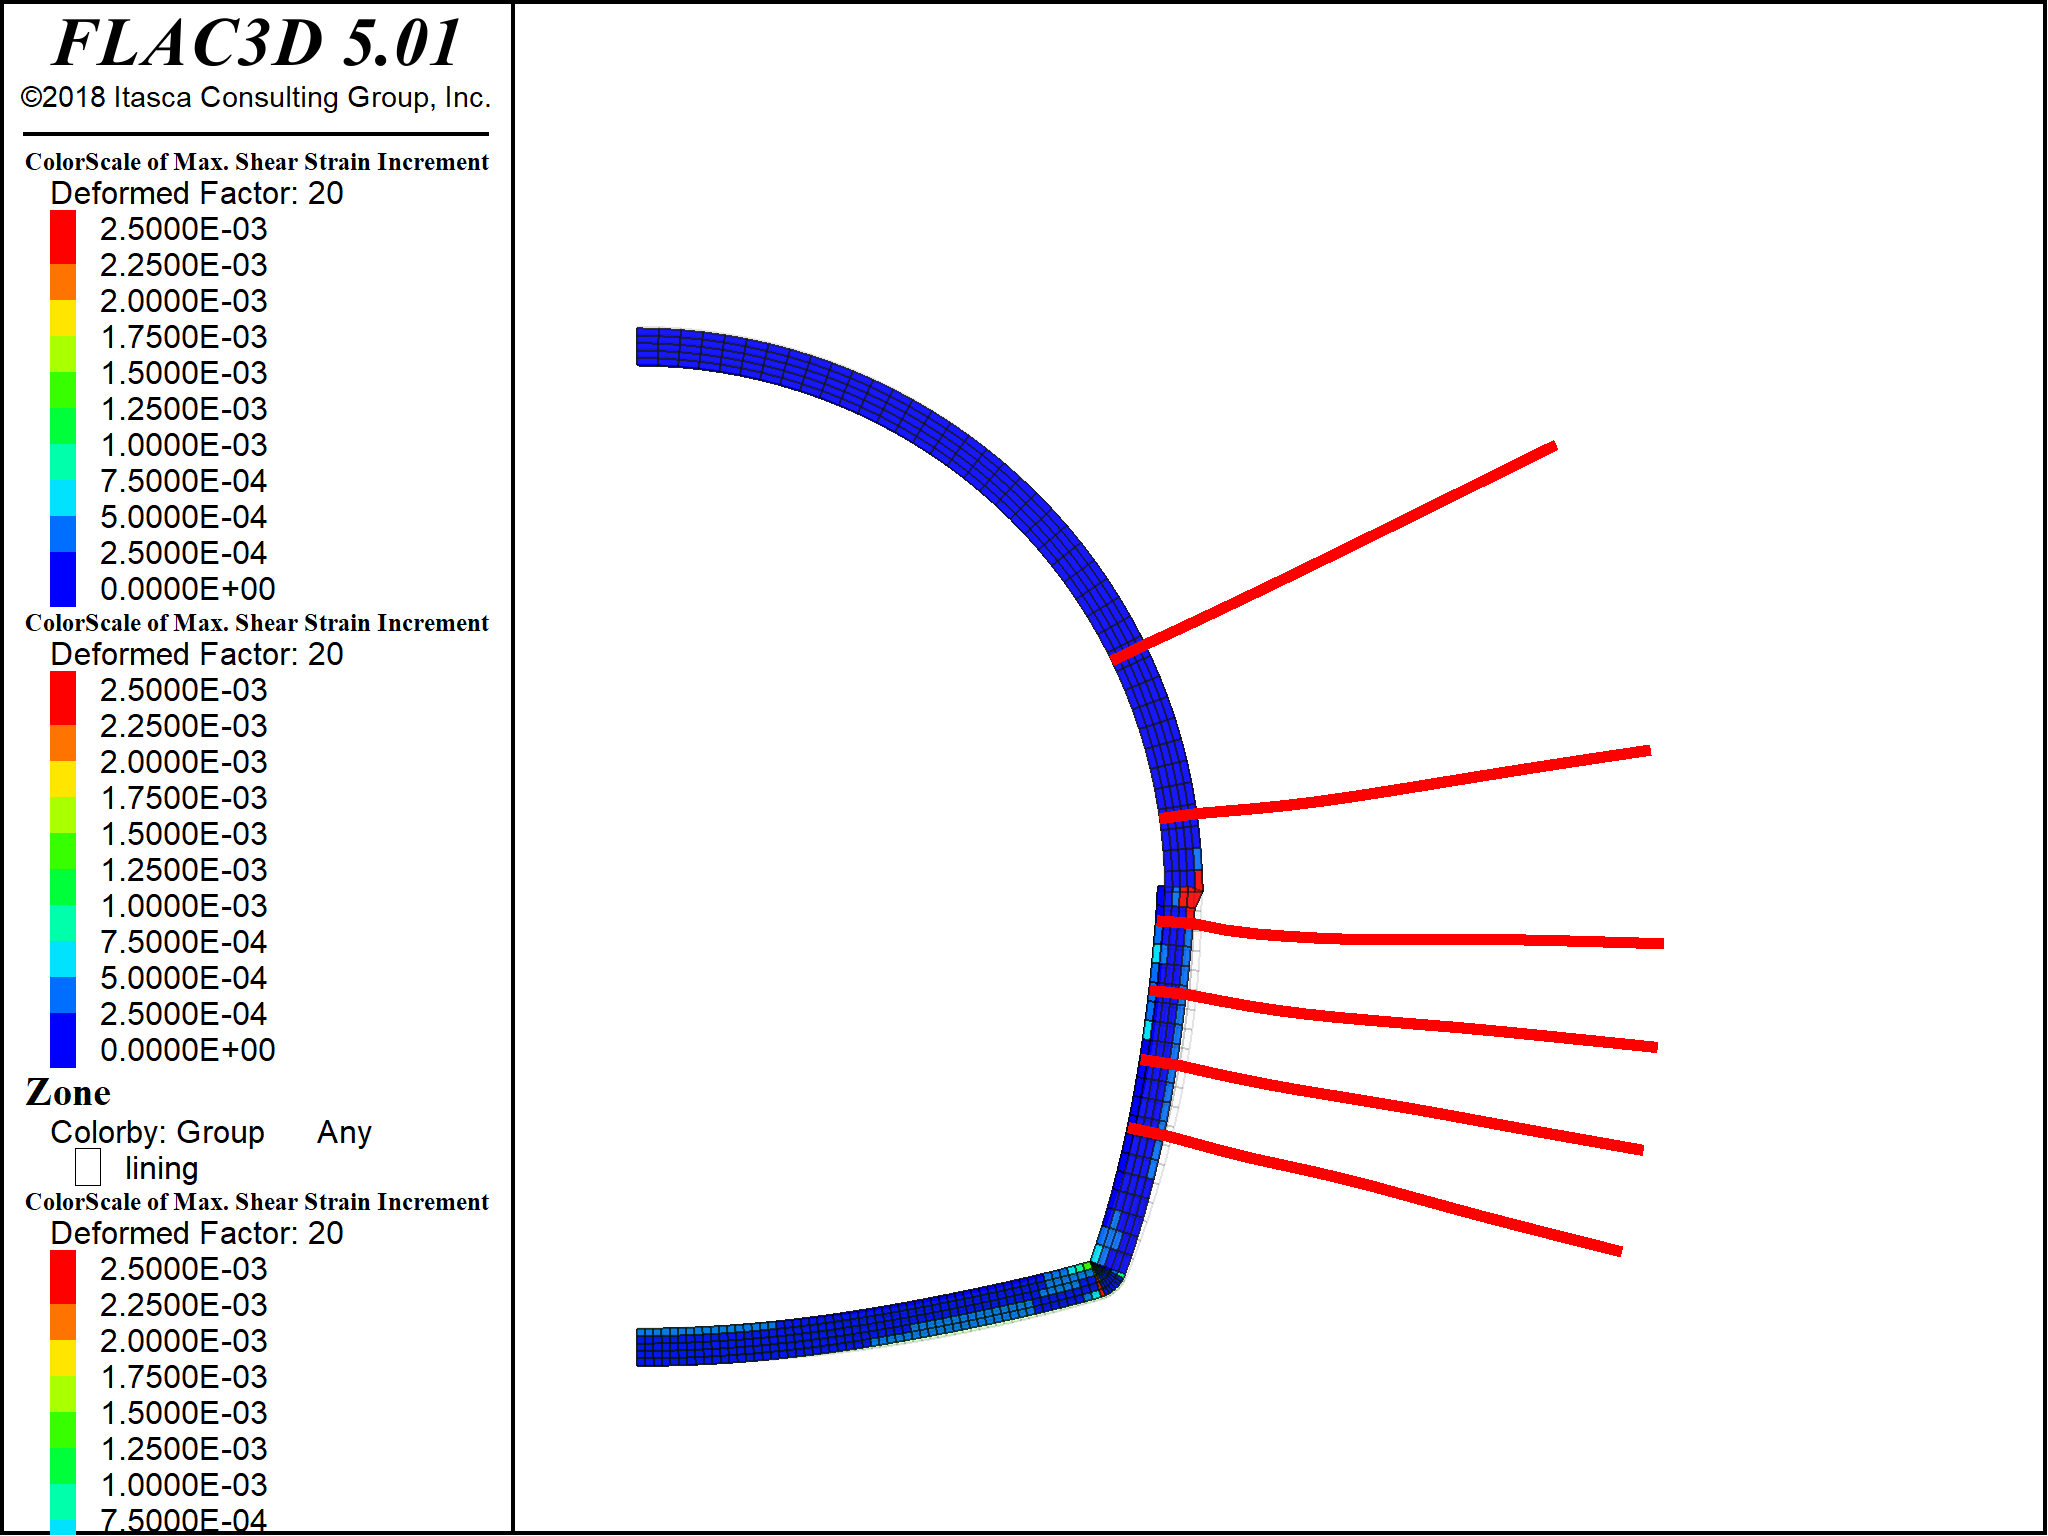 FLAC3D 5.01
©2018 Itasca Consulting Group, Inc.
ColorScale of Max. Shear Strain Increment
Deformed Factor: 20
2.5000E-03
2.2500E-03
2.0000E-03
1.7500E-03
1.5000E-03
1.2500E-03
1.0000E-03
7.5000E-04
5.0000E-04
2.5000E-04
0.0000E+00
ColorScale of Max. Shear Strain Increment
Deformed Factor: 20
2.5000E-03
2.2500E-03
2.0000E-03
1.7500E-03
1.5000E-03
1.2500E-03
1.0000E-03
7.5000E-04
5.0000E-04
2.5000E-04
0.0000E+00
Zone
Colorby: Group Any
lining
ColorScale of Max. Shear Strain Increment
Deformed Factor: 20
2.5000E-03
2.2500E-03
2.0000E-03
1.7500E-03
1.5000E-03
1.2500E-03
1.0000E-03
7.5000E-04